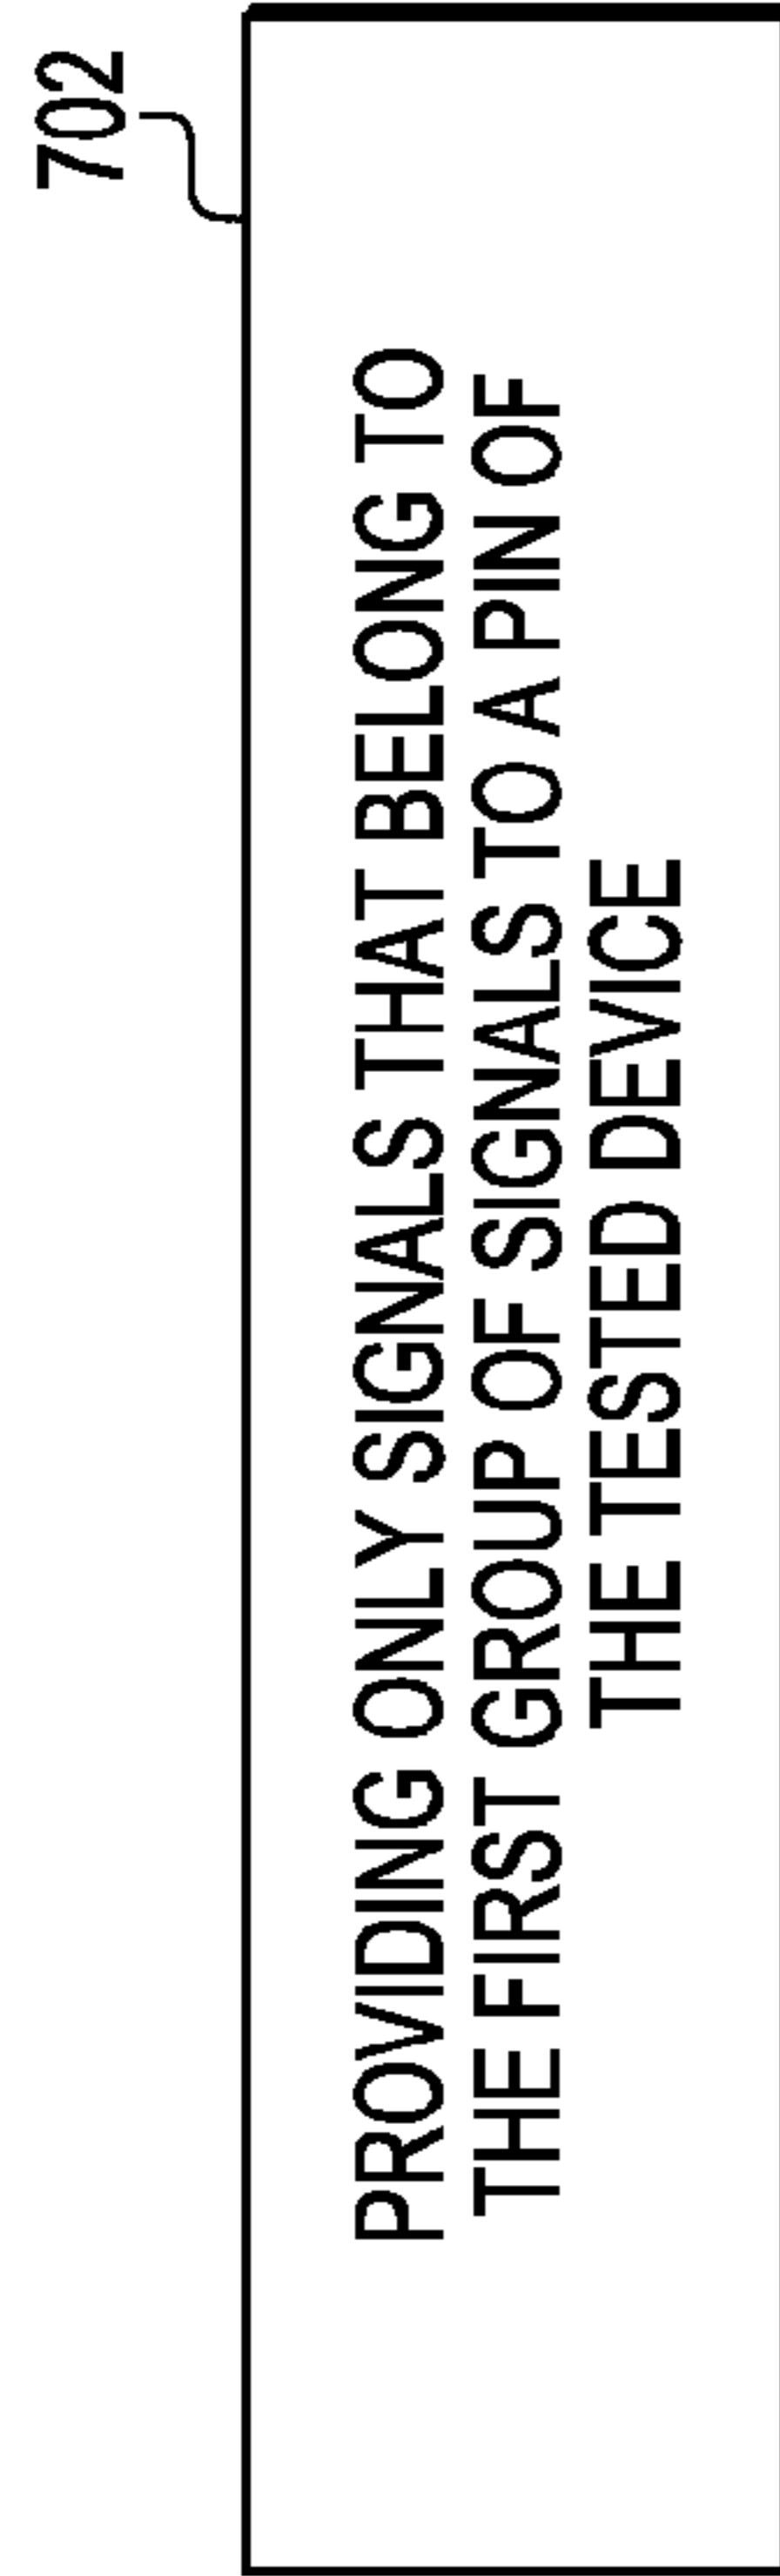 702
PROVIDING ONLY SIGNALS THAT BELONG TO
THE FIRST GROUP OF SIGNALS TO A PIN OF
THE TESTED DEVICE